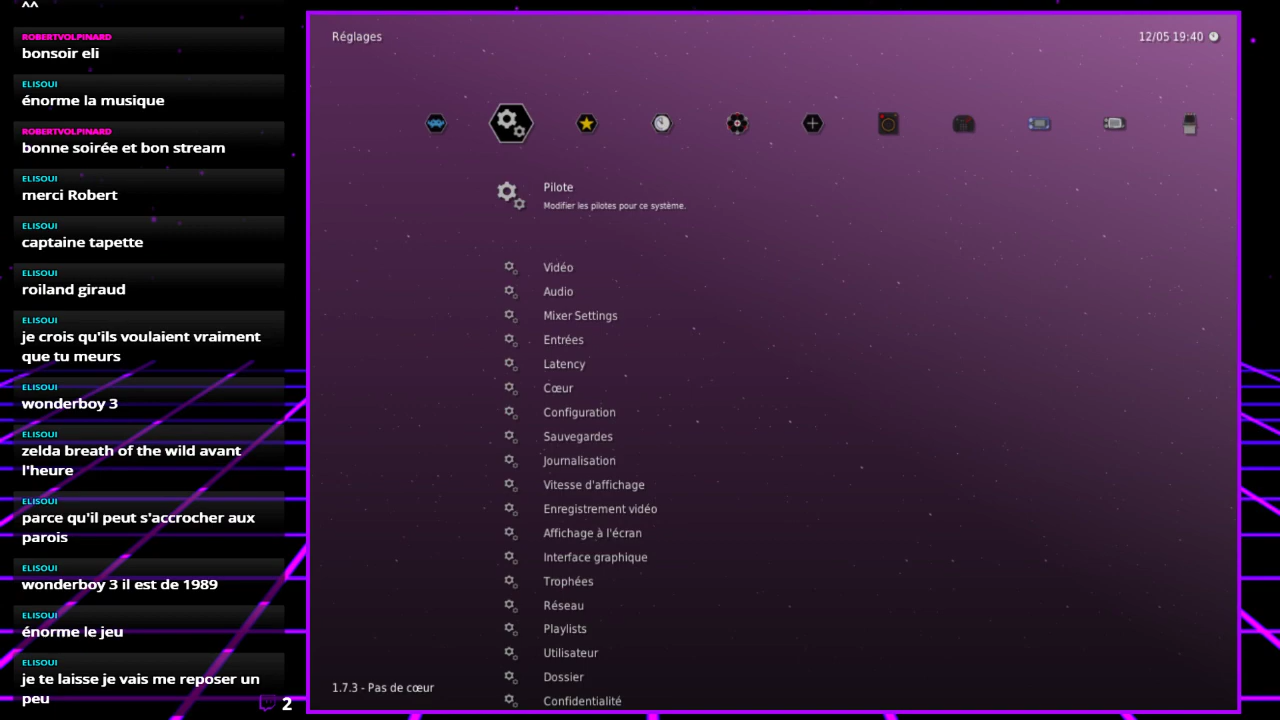 ^^
ROBERTVOLPINARD
bonsoir eli
ELISOUI
énorme la musique
ROBERTVOLPINARD
bonne soirée et bon stream
ELISOUI
merci Robert
ELISOUI
captaine tapette
ELISOUI
roiland giraud
ELISOUI
je crois qu'ils voulaient vraiment
que tu meurs
ELISOUI
wonderboy 3
ELISOUI
zelda breath of the wild avant
l'heure
ELISOUI
parce qu'il peut s'accrocher aux
parois
ELISOUI
wonderboy 3 il est de 1989
ELISOUI
énorme le jeu
ELISOUI
je te laisse je vais me reposer un
peu
2
Réglages
12/05 19:40
Pilote
Modifier les pilotes pour ce système.
Vidéo
Audio
Mixer Settings
Entrées
Latency
Cœur
Configuration
Sauvegardes
Journalisation
Vitesse d'affichage
Enregistrement vidéo
Affichage à l'écran
Interface graphique
Trophées
Réseau
Playlists
Utilisateur
Dossier
Confidentialité
1.7.3 - Pas de cœur